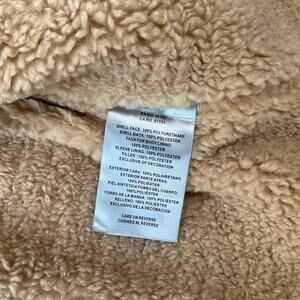 CA NO. 57151
SHELL FACE: 100% POLYURETHANE
SHELL BACK: 100% POLYESTER
FAUX FUR BODY LINING:
100% POLYESTER
SLEEVE LINING: 100% POLYESTER
FILLER: 100% POLYESTER
EXCLUSIVE OF DECORATION
EXTERIOR CARA: 100% POLIURETANO
EXTERIOR PARTE ATRAS:
100% POLIESTER
PIEL SINTETICA FORRO DEL CUERPO:
100% POLIESTER
FORRO DE LA MANGA: 100% POLIESTER
RELLENO: 100% POLIESTER
EXCLUSIVO DE LA DECORACION
CARE ON REVERSE
CUIDADO AL REVERSO